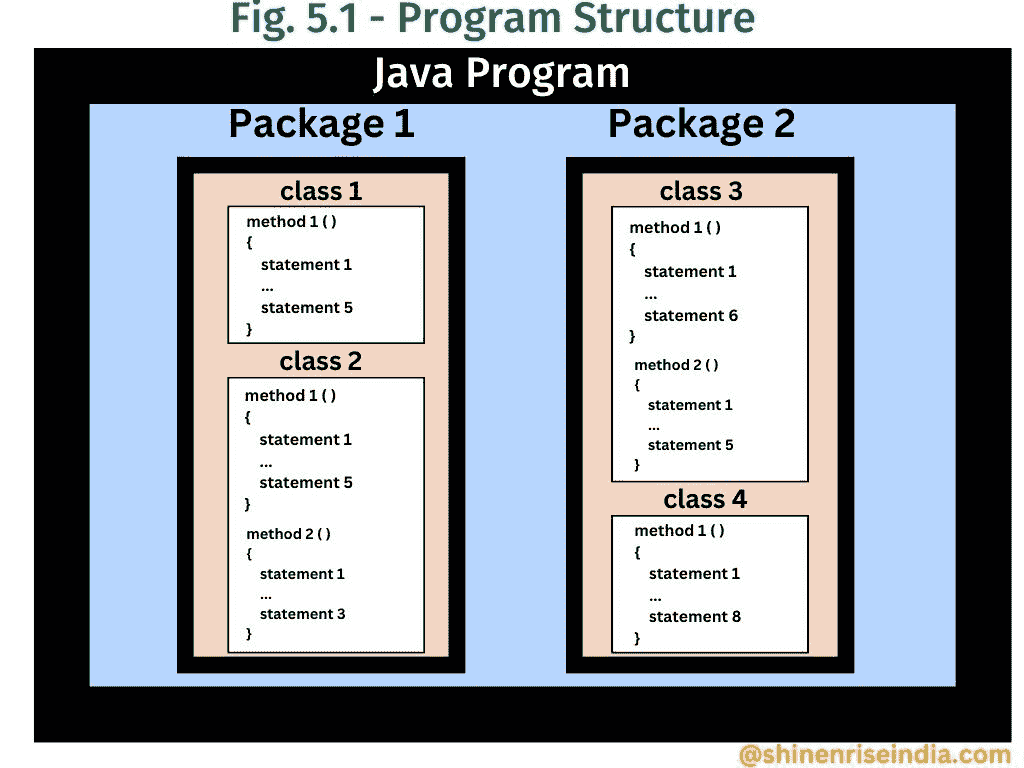 Fig. 5.1 - Program Structure
Java Program
Package 1
class 1
method 1 ( )
{
statement 1
...
statement 5
}
class 2
method 1 ( )
{
statement 1
...
statement 5
}
method 2 ( )
{
statement 1
...
statement 3
}
Package 2
class 3
method 1 ( )
{
statement 1
...
statement 6
}
method 2 ( )
{
statement 1
...
statement 5
}
class 4
method 1 ( )
{
statement 1
...
statement 8
}
@shinenriseindia.com